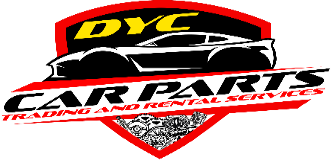 DYC
CAR PARTS
TRADING AND RENTAL SERVICES